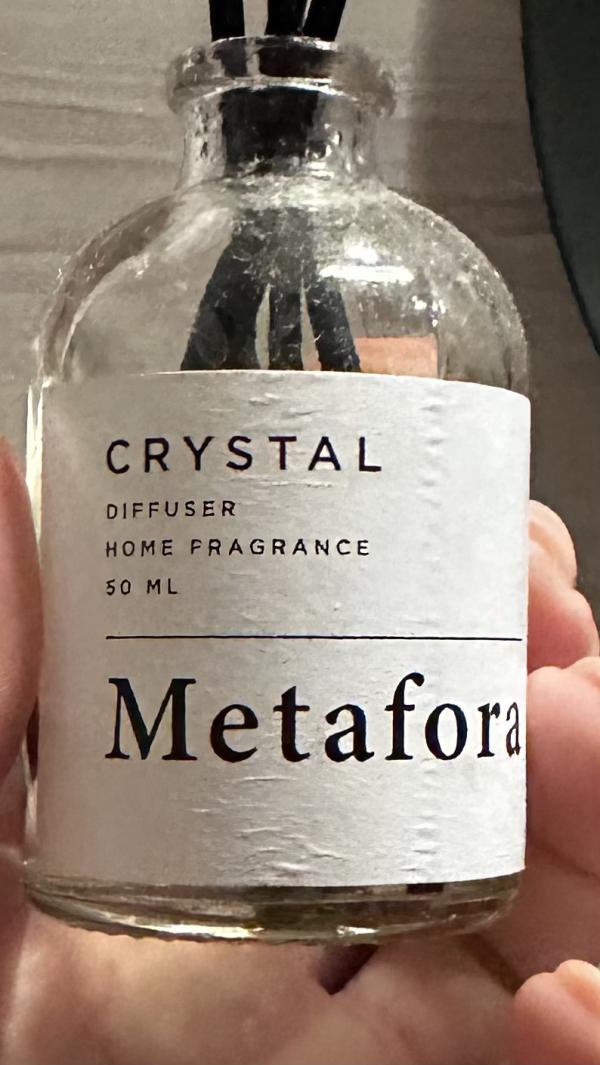 CRYSTAL
DIFFUSER
HOME FRAGRANCE
50 ML
Metafora